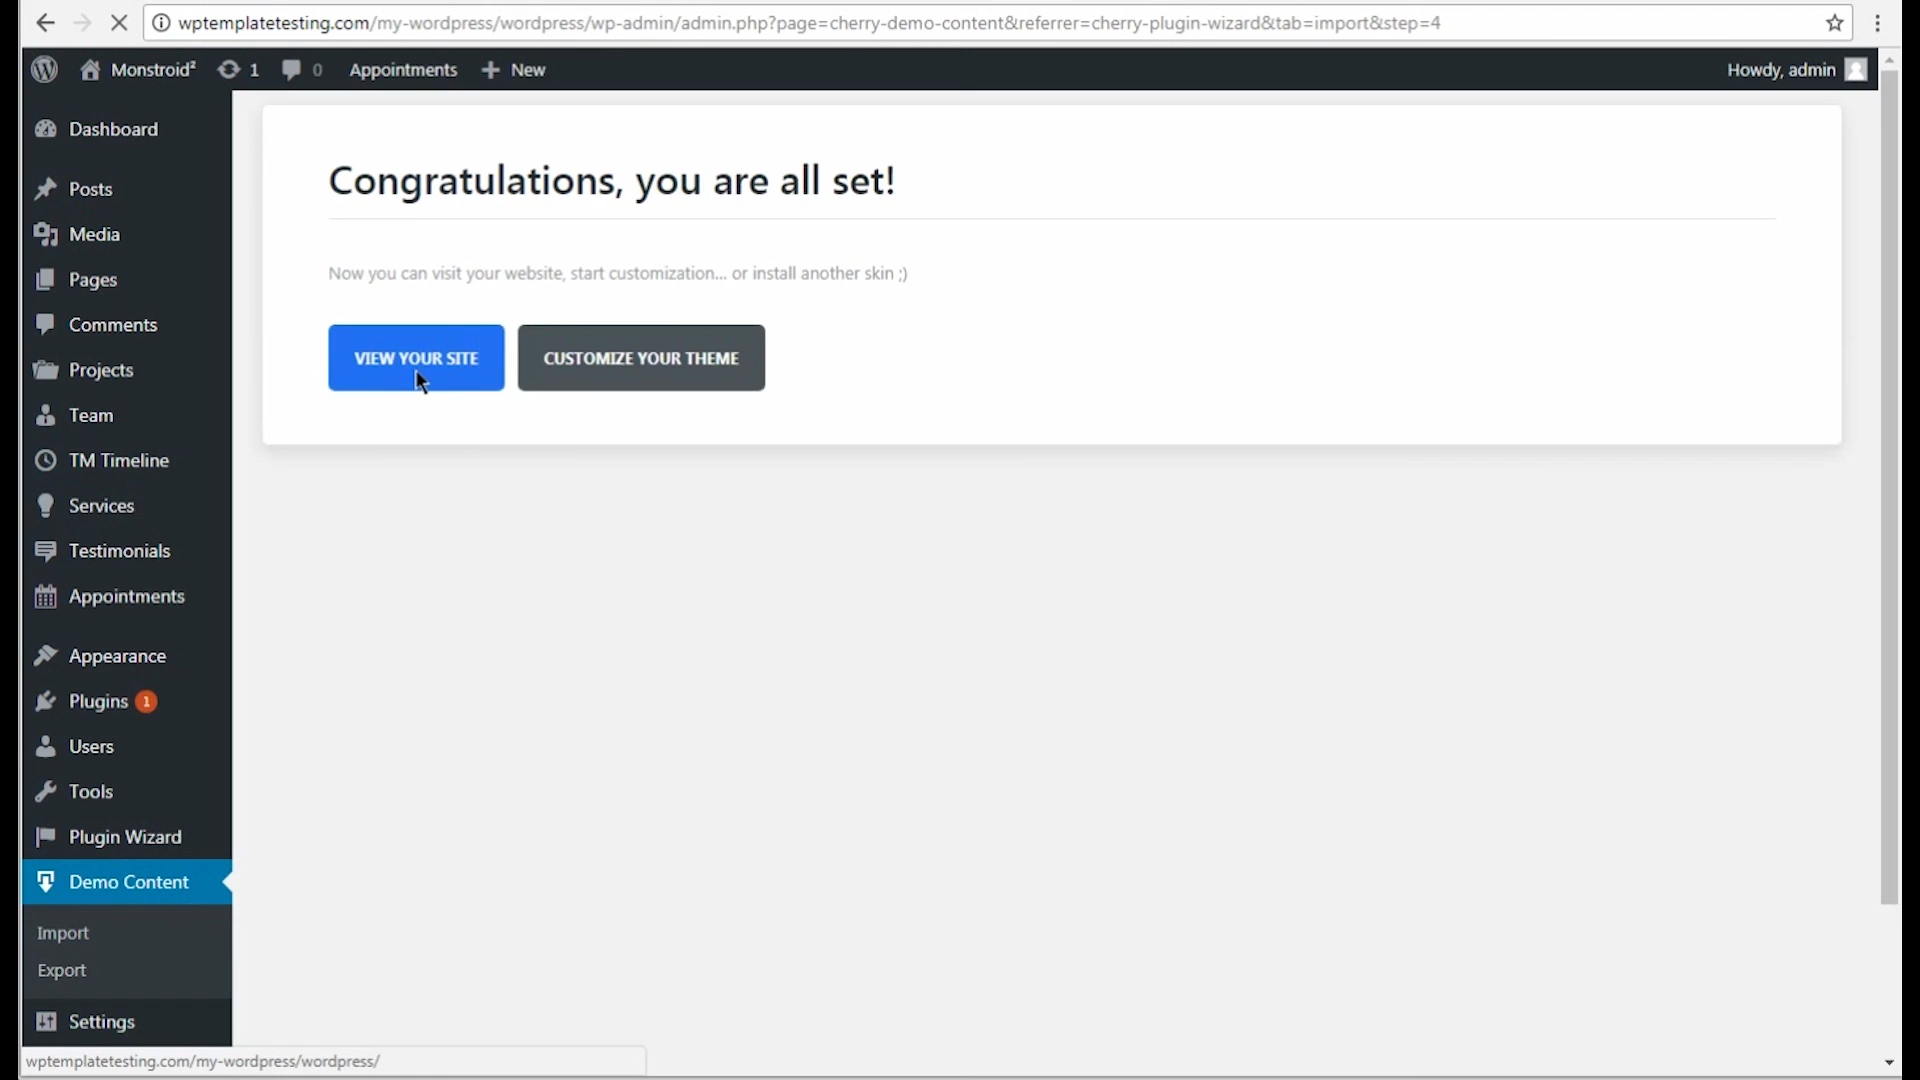 wptemplatetesting.com/my-wordpress/wordpress/wp-admin/admin.php?page=cherry-demo-content&referrer=cherry-plugin-wizard&tab=import&step=4
Monstroid² 1 0 Appointments New Howdy, admin
Dashboard
Posts
Media
Pages
Comments
Projects
Team
TM Timeline
Services
Testimonials
Appointments
Appearance
Plugins 1
Users
Tools
Plugin Wizard
Demo Content
Import
Export
Settings
Congratulations, you are all set!
Now you can visit your website, start customization... or install another skin ;)
VIEW YOUR SITE CUSTOMIZE YOUR THEME
wptemplatetesting.com/my-wordpress/wordpress/